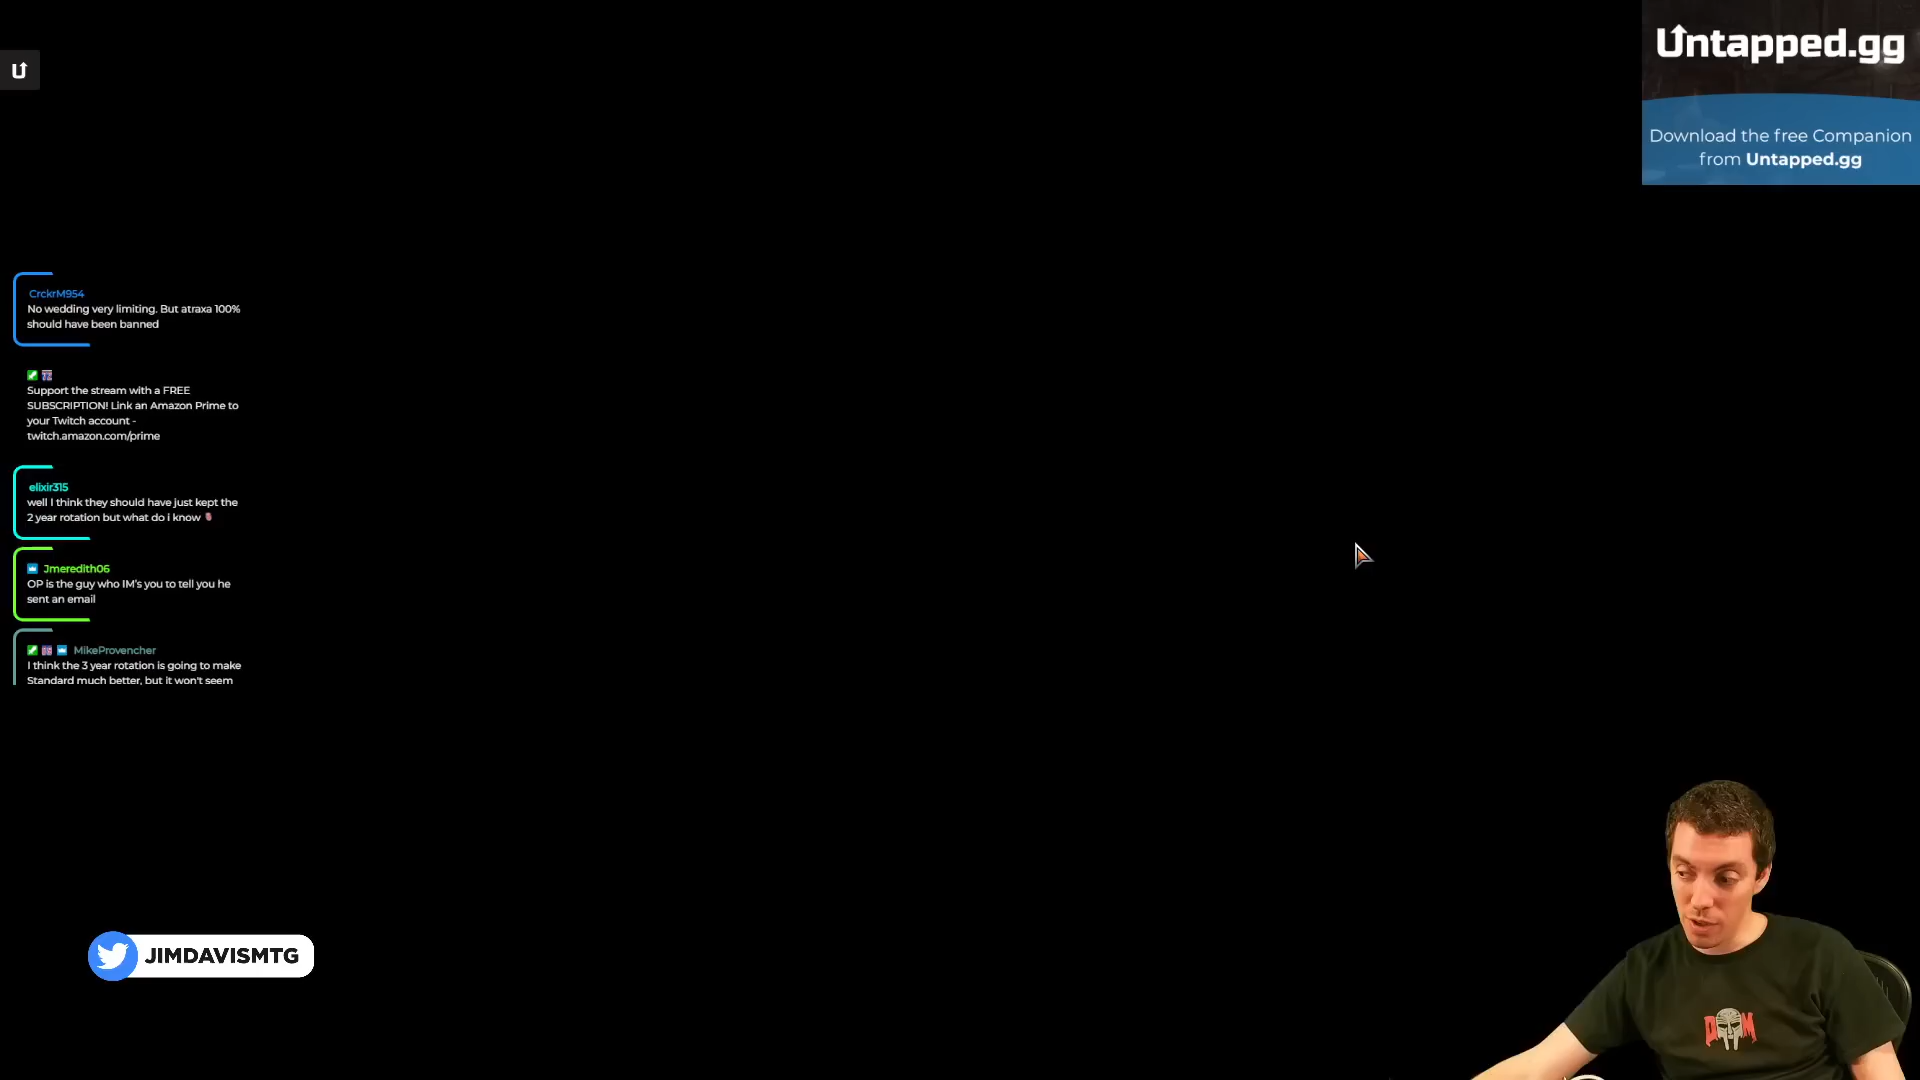 Untapped.gg
Download the free Companion
from Untapped.gg
CrckrM954
No wedding very limiting. But atraxa 100%
should have been banned
Support the stream with a FREE
SUBSCRIPTION! Link an Amazon Prime to
your Twitch account -
twitch.amazon.com/prime
elixir315
well I think they should have just kept the
2 year rotation but what do i know
Jmeredith06
OP is the guy who IM's you to tell you he
sent an email
MikeProvencher
I think the 3 year rotation is going to make
Standard much better, but it won't seem
JIMDAVISMTG
DOOM